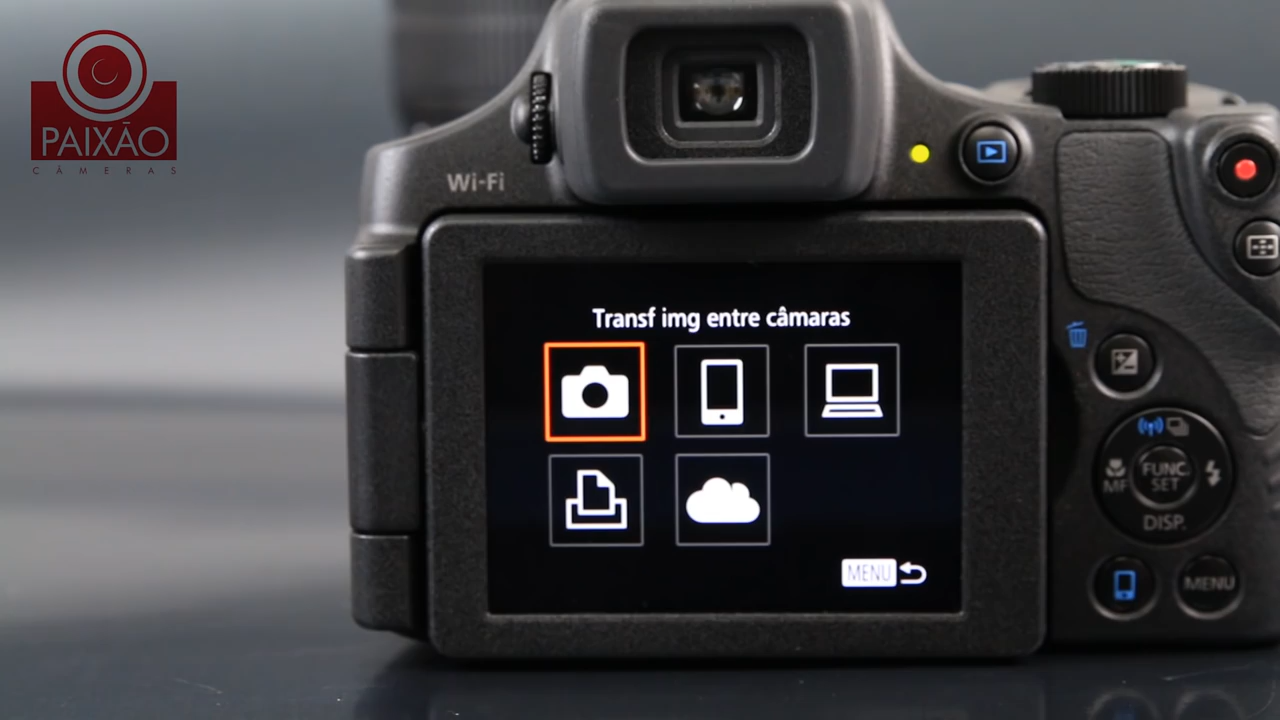 PAIXÃO
CÂMERAS
Wi-Fi
Transf img entre câmaras
MENU
MF
FUNC.
SET
DISP.
MENU